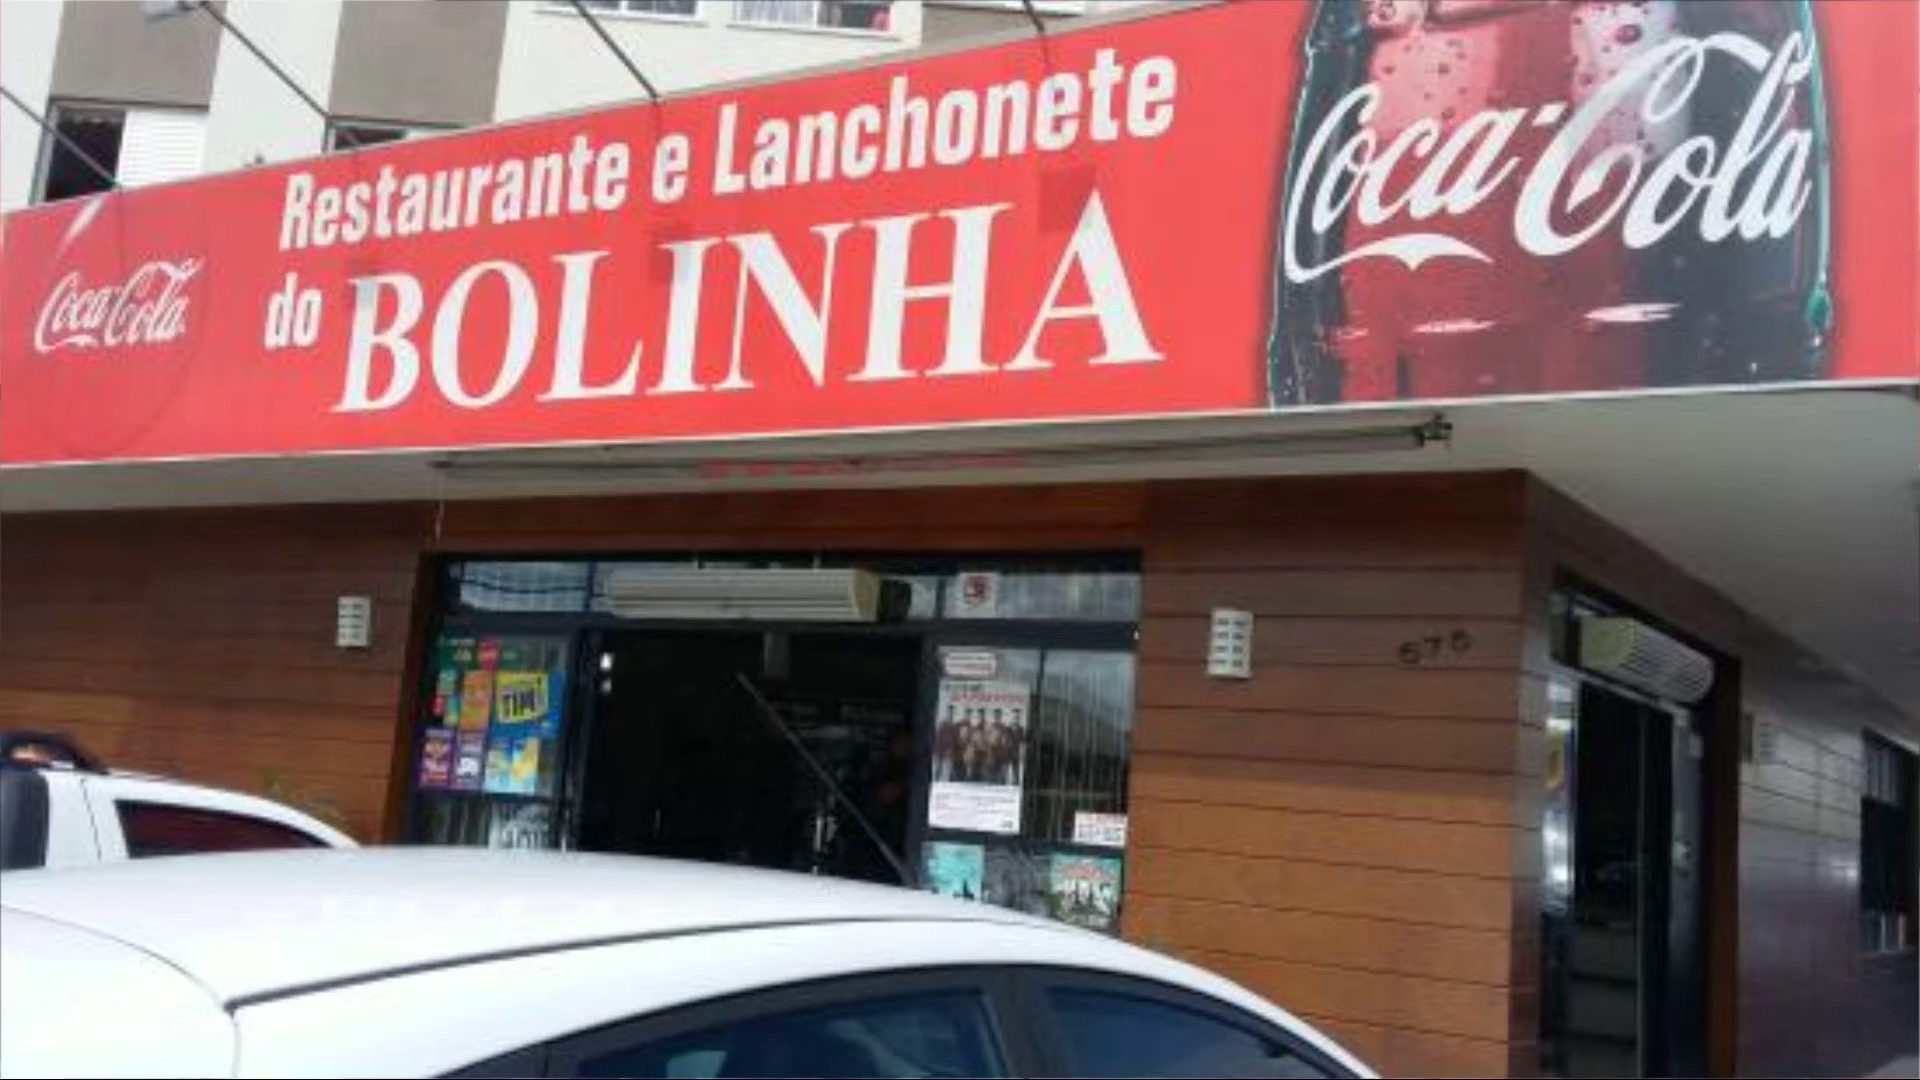 Restaurante e Lanchonete
do BOLINHA
Coca-Cola
Coca-Cola
TIM
575